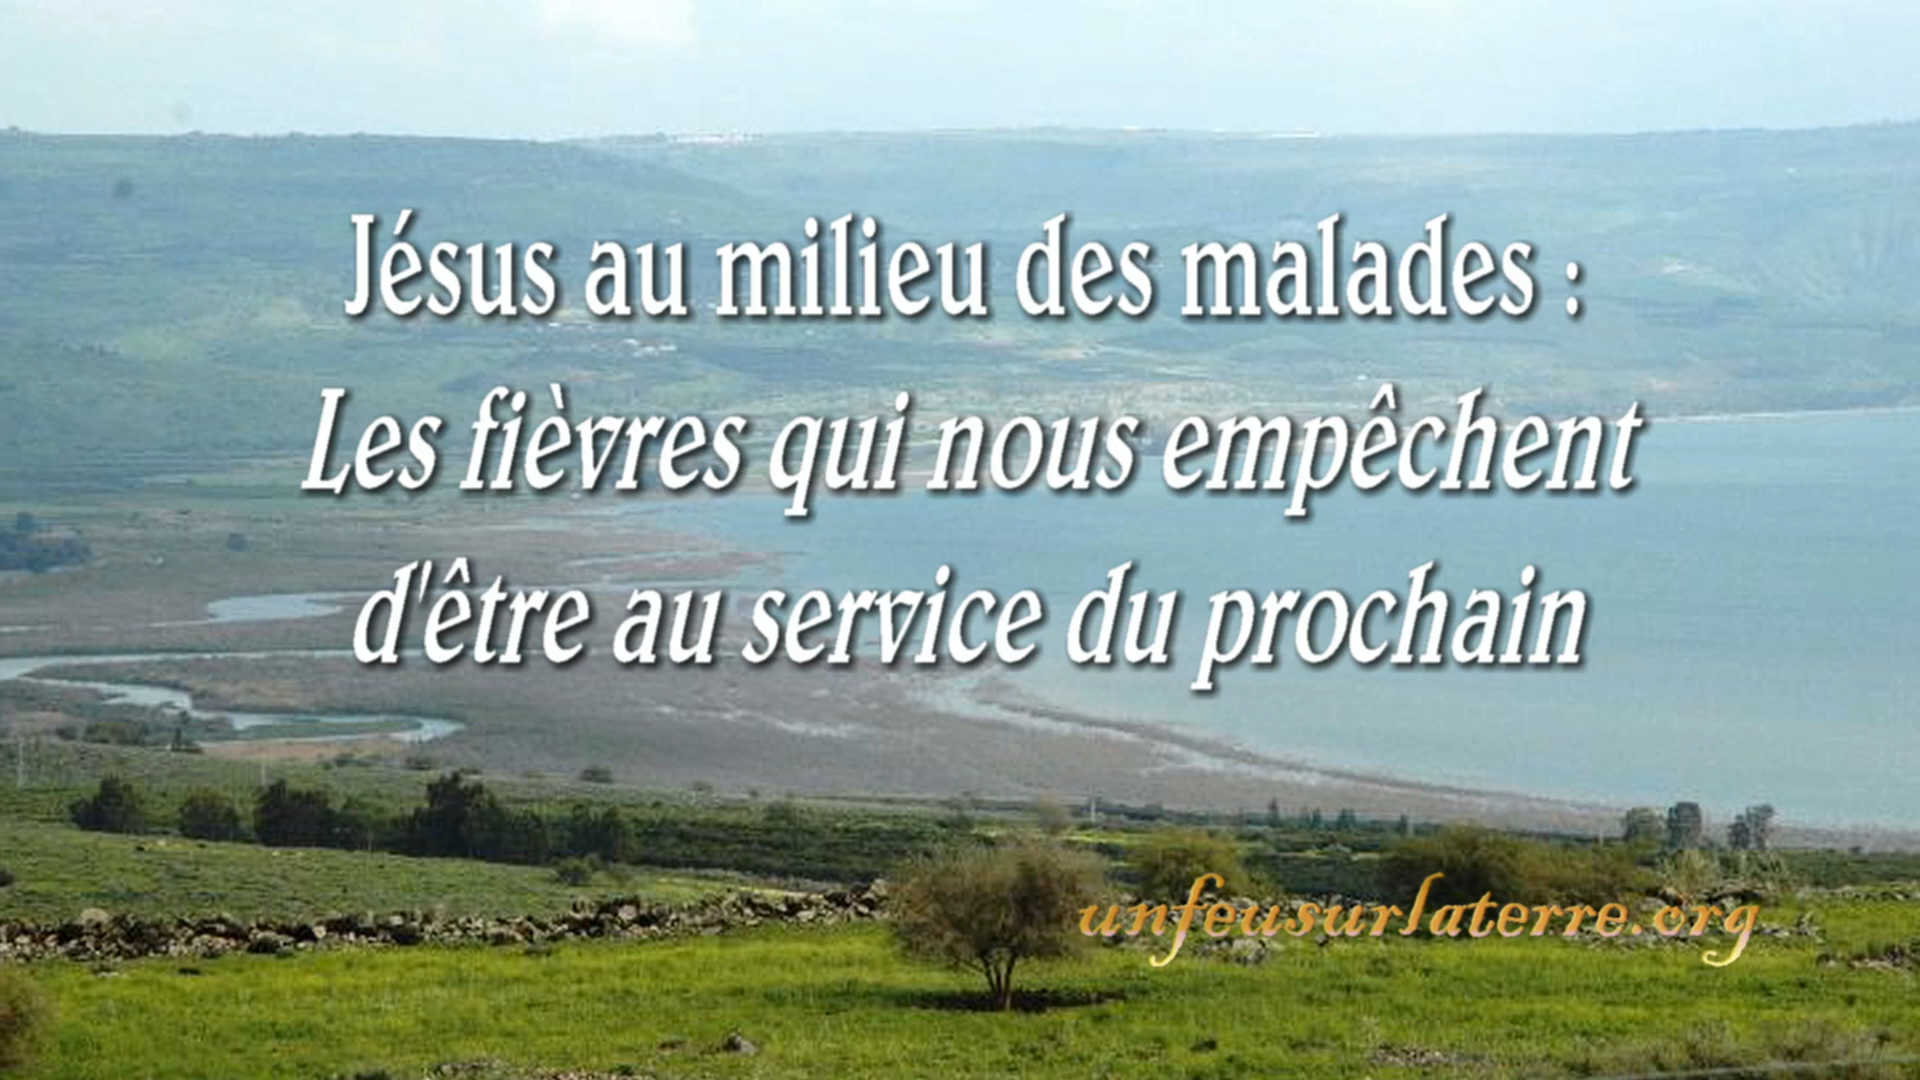 Jésus au milieu des malades :
Les fièvres qui nous empêchent
d'être au service du prochain
unfeusurlaterre.org